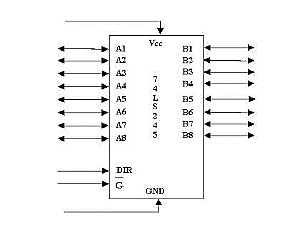 Vcc
A1 B1
A2 B2
A3 B3
A4 B4
A5 B5
A6 B6
A7 B7
A8 B8
74LS245
DIR
G̅
GND